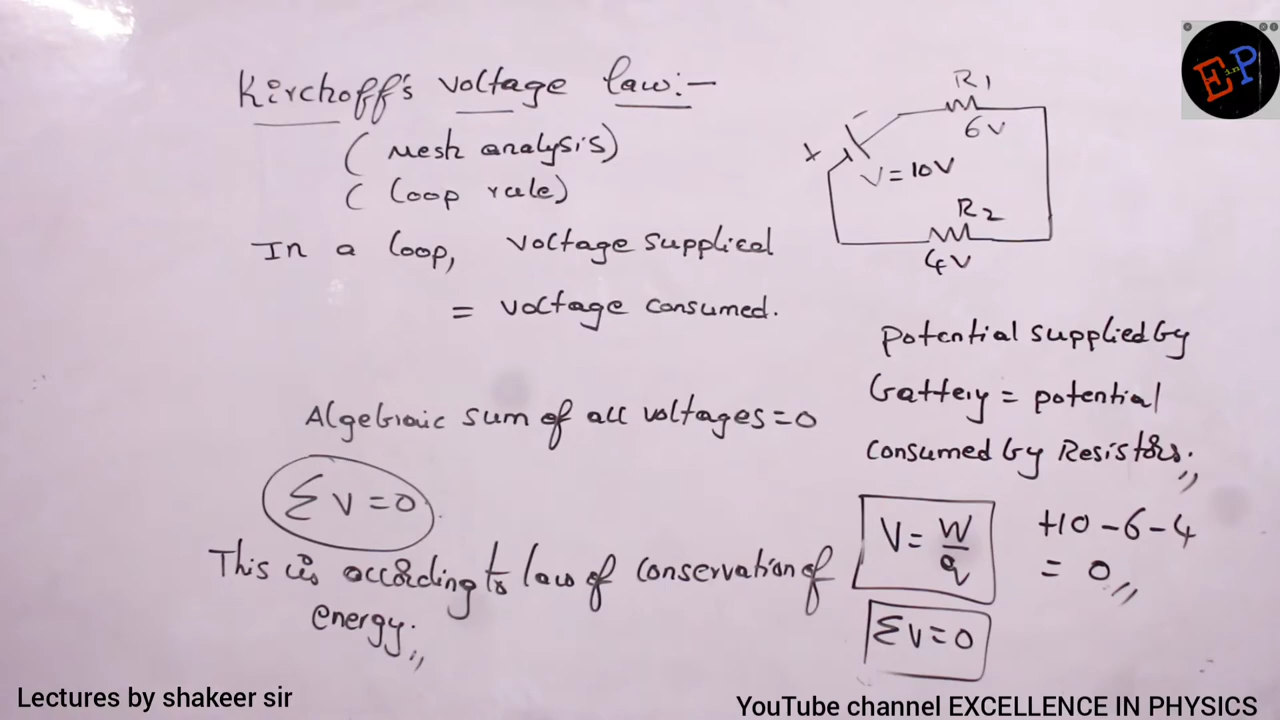 Kirchoff's voltage law:-
( Mesh analysis)
( Loop rule)
In a loop, voltage supplied
= voltage consumed.
Algebraic sum of all voltages = 0
Σ V = 0
This is according to law of conservation of
energy.
R1
6V
+
-
V = 10V
R2
4V
potential supplied by
battery = potential
consumed by Resistors.
V = W/q
+10 - 6 - 4
= 0
ΣV = 0
E in P
Lectures by shakeer sir
YouTube channel EXCELLENCE IN PHYSICS